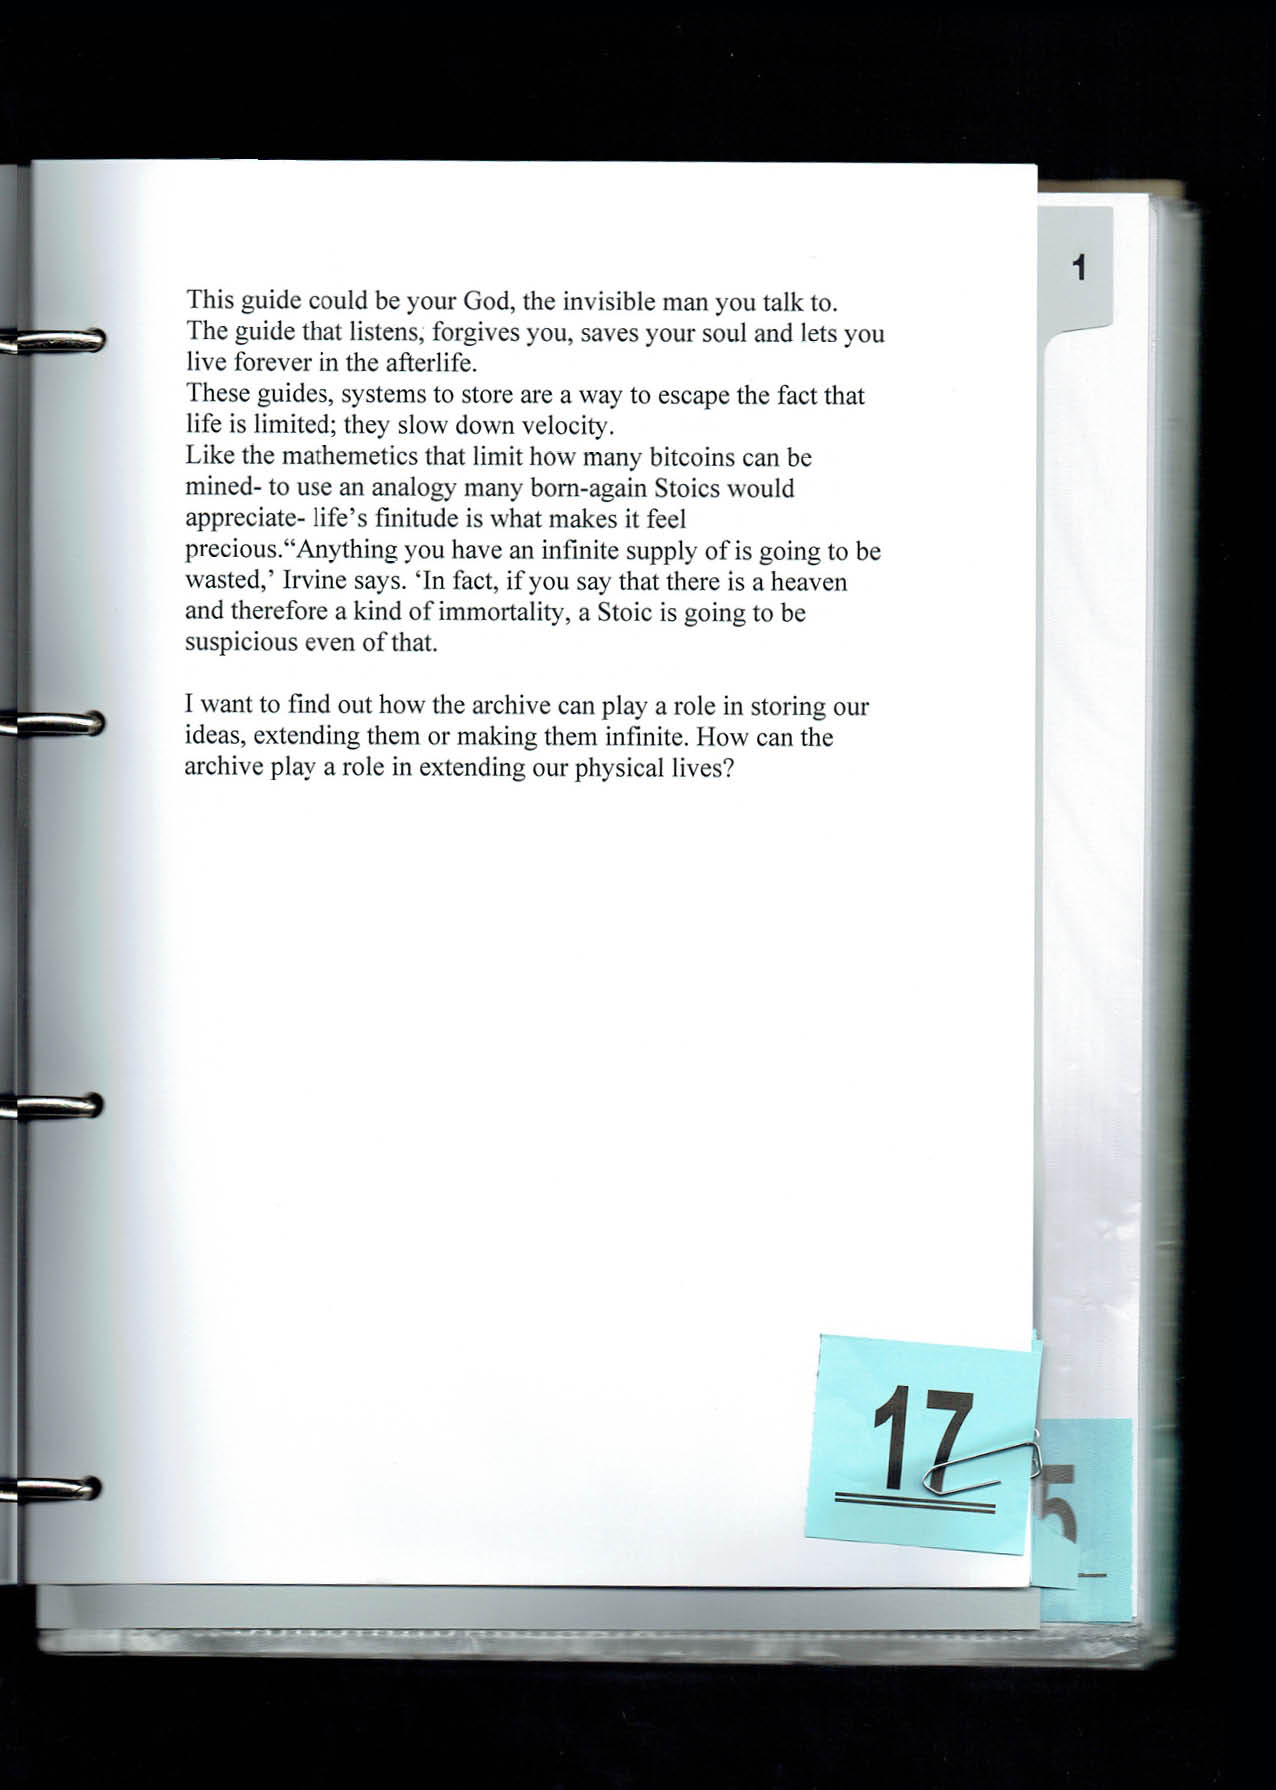 This guide could be your God, the invisible man you talk to.
The guide that listens, forgives you, saves your soul and lets you
live forever in the afterlife.
These guides, systems to store are a way to escape the fact that
life is limited; they slow down velocity.
Like the mathemetics that limit how many bitcoins can be
mined- to use an analogy many born-again Stoics would
appreciate- life’s finitude is what makes it feel
precious.“Anything you have an infinite supply of is going to be
wasted,’ Irvine says. ‘In fact, if you say that there is a heaven
and therefore a kind of immortality, a Stoic is going to be
suspicious even of that.
I want to find out how the archive can play a role in storing our
ideas, extending them or making them infinite. How can the
archive play a role in extending our physical lives?
1
17
5